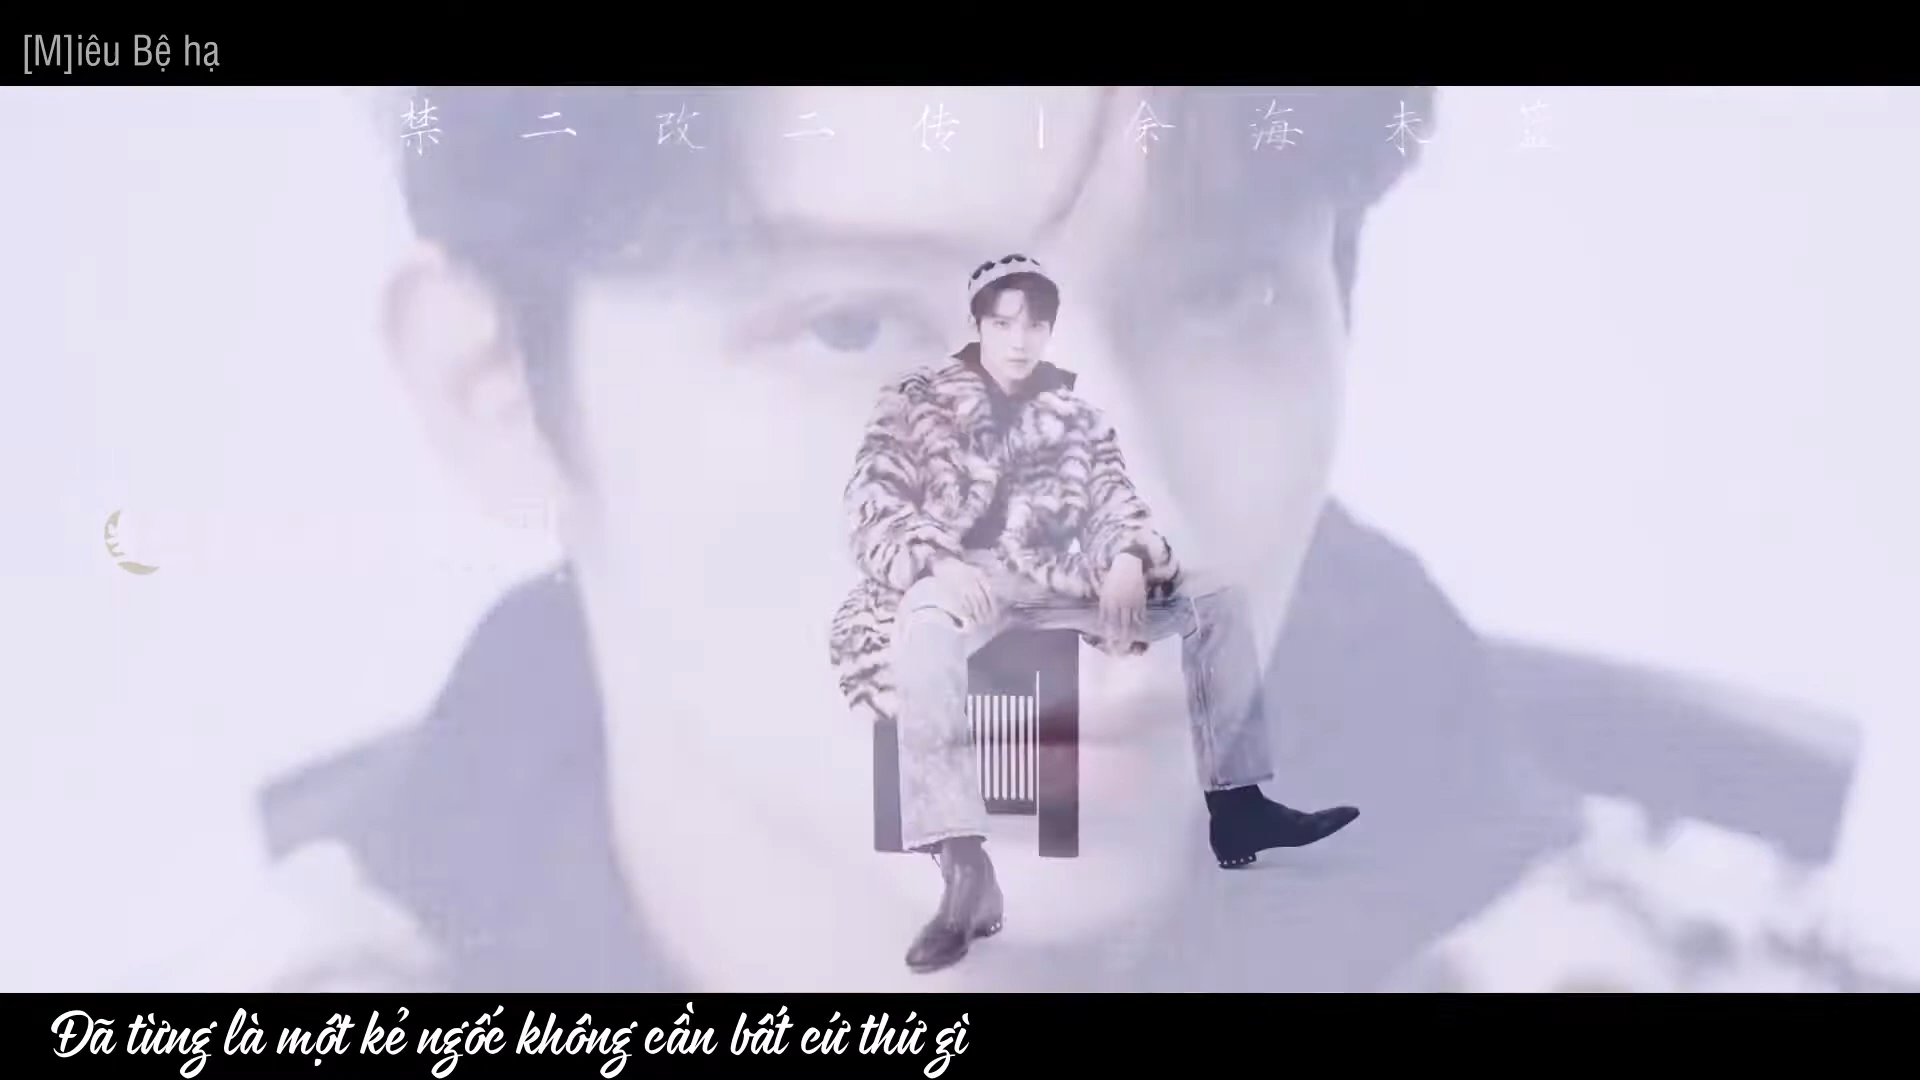 [M]iêu Bệ hạ
禁二改二传|余海未蓝
Đã từng là một kẻ ngốc không cần bất cứ thứ gì